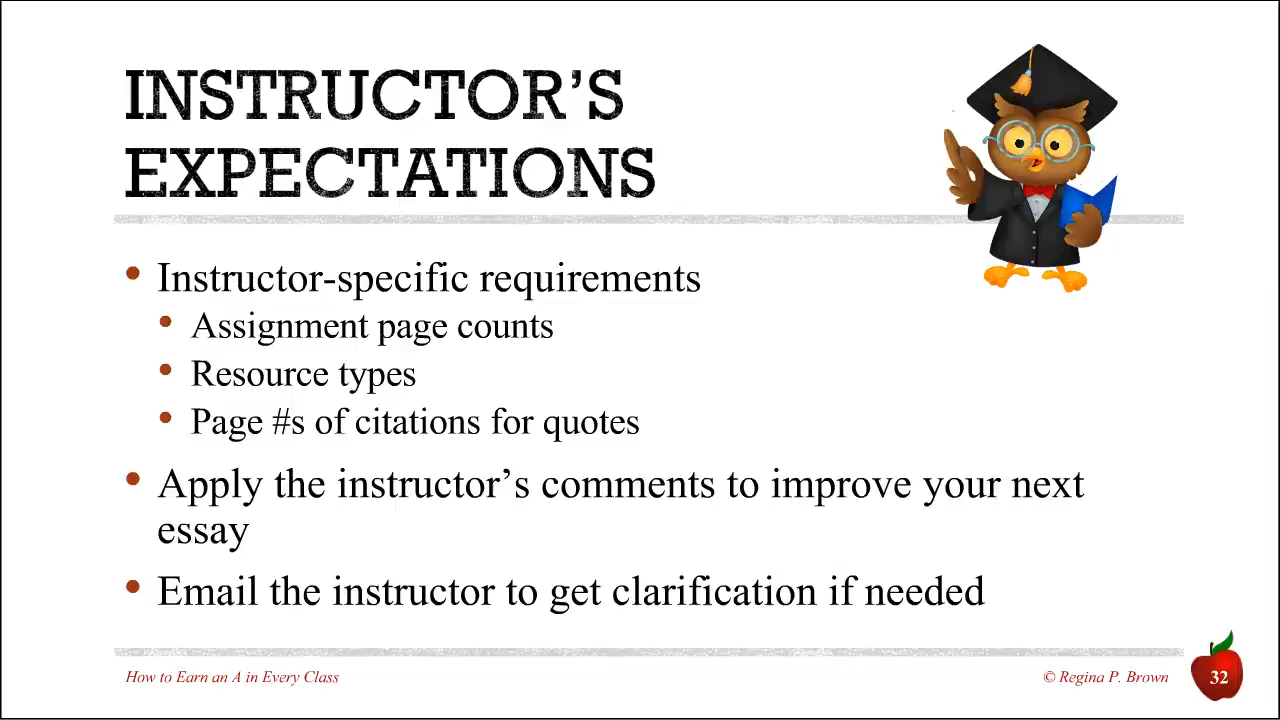 INSTRUCTOR’S
EXPECTATIONS
• Instructor-specific requirements
• Assignment page counts
• Resource types
• Page #s of citations for quotes
• Apply the instructor’s comments to improve your next
essay
• Email the instructor to get clarification if needed
How to Earn an A in Every Class
© Regina P. Brown
32